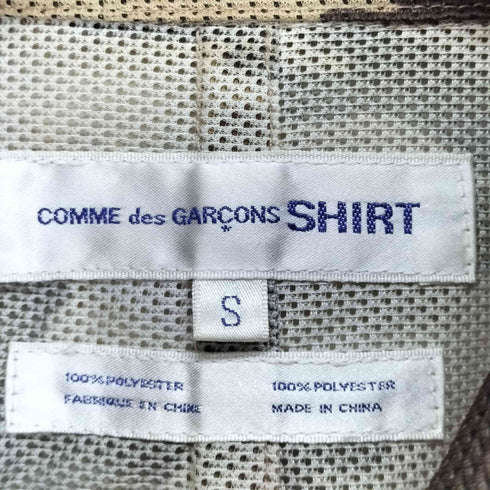 COMME des GARÇONS SHIRT
*
S
100% POLYESTER
FABRIQUE EN CHINE
100% POLYESTER
MADE IN CHINA